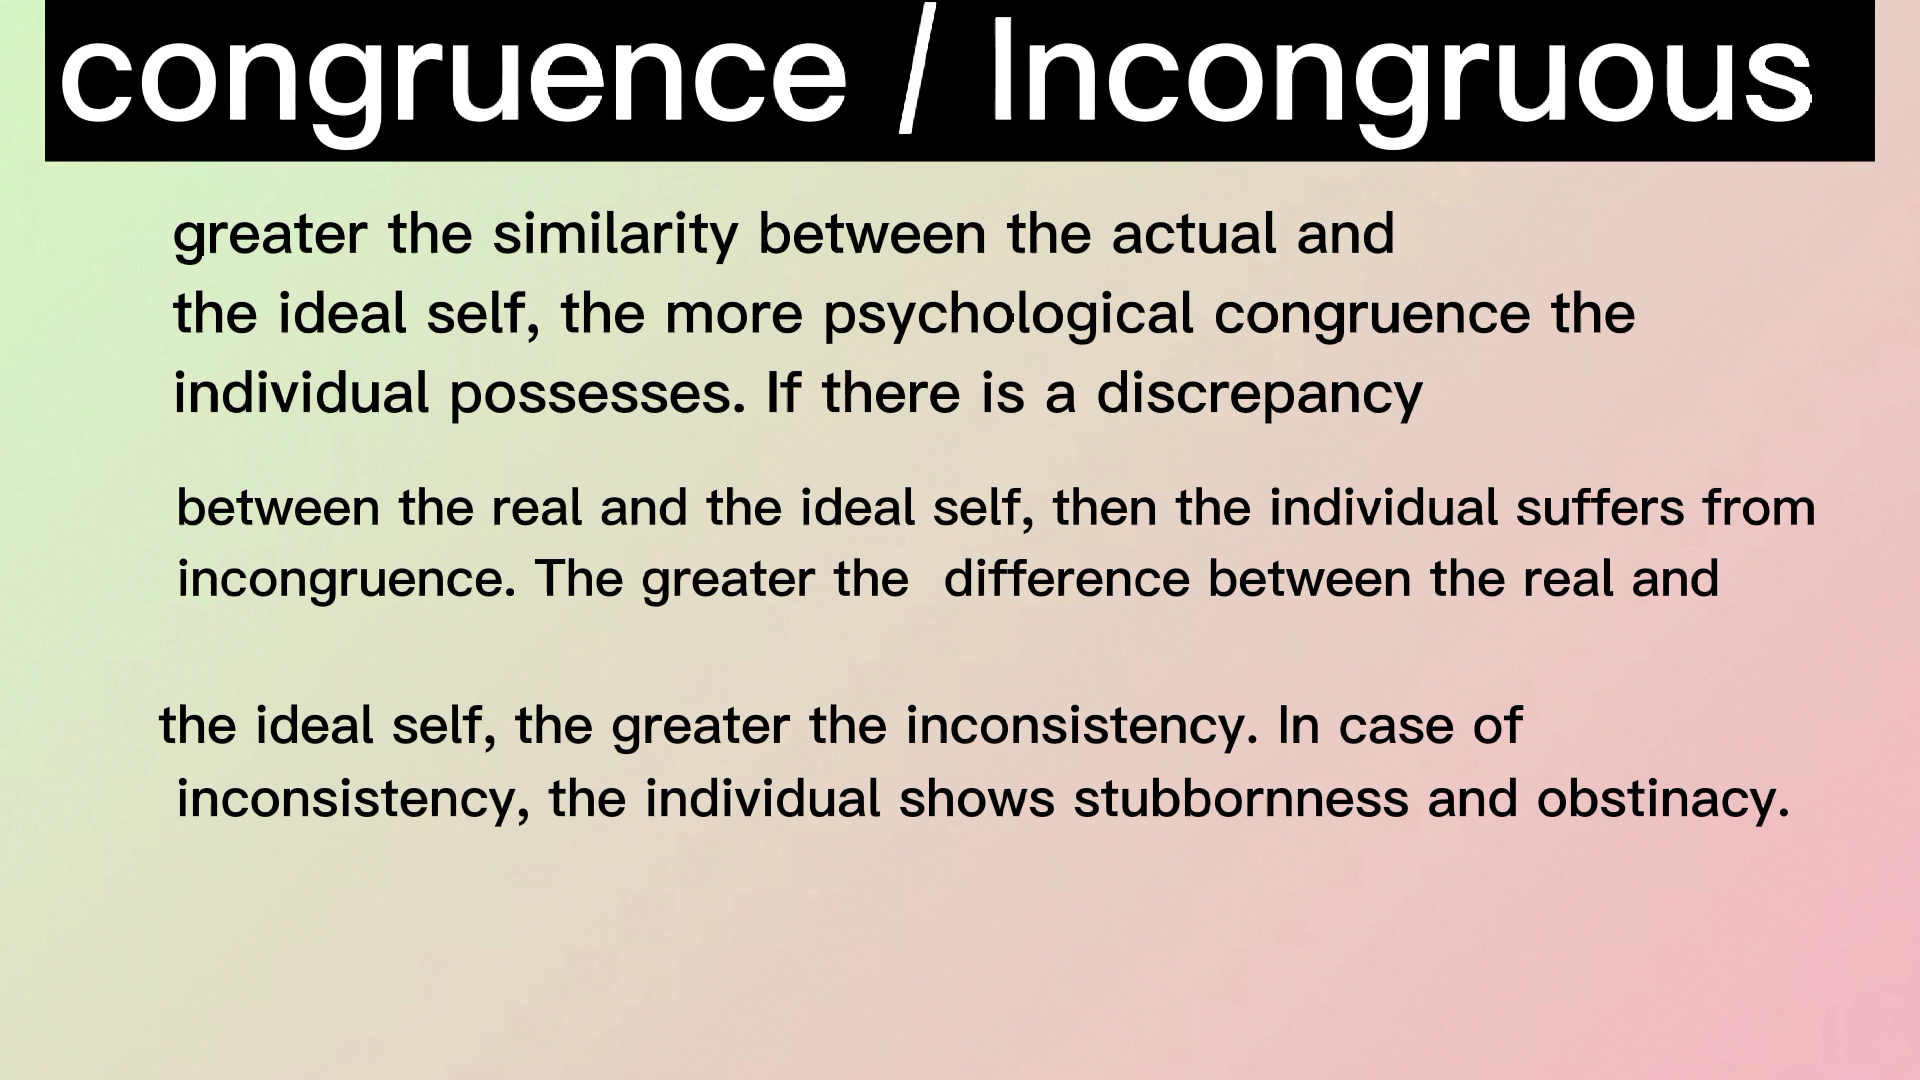 congruence / Incongruous
greater the similarity between the actual and
the ideal self, the more psychological congruence the
individual possesses. If there is a discrepancy
between the real and the ideal self, then the individual suffers from
incongruence. The greater the  difference between the real and
the ideal self, the greater the inconsistency. In case of
inconsistency, the individual shows stubbornness and obstinacy.